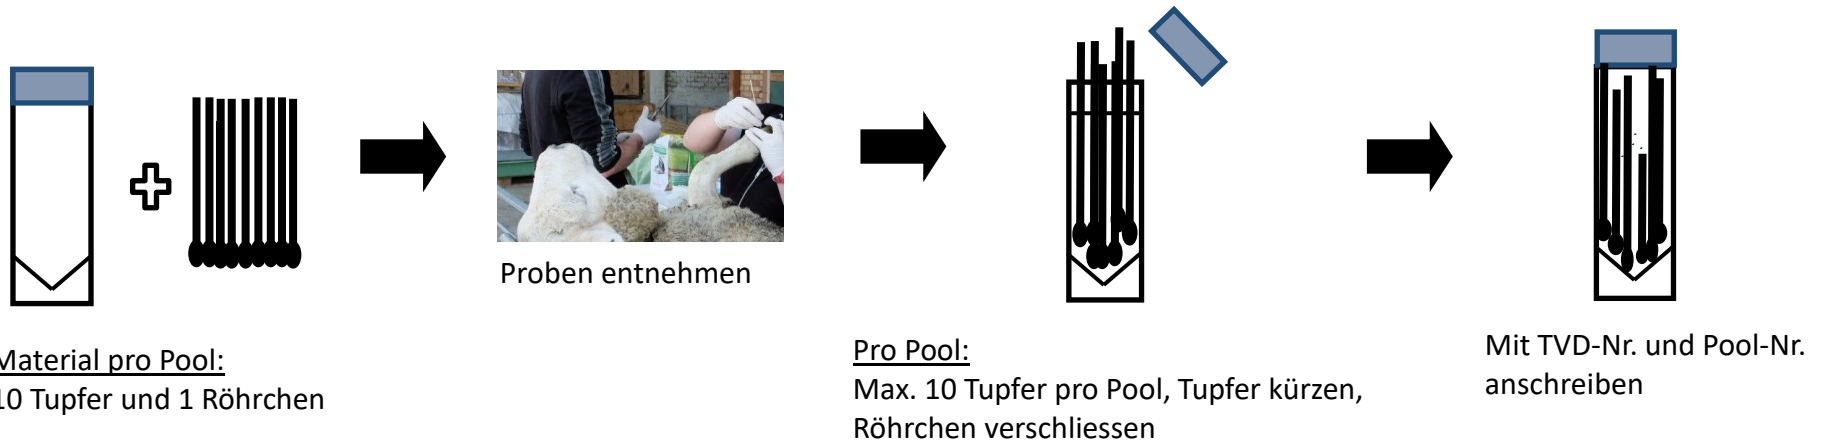 Proben entnehmen
Material pro Pool:
10 Tupfer und 1 Röhrchen
Pro Pool:
Max. 10 Tupfer pro Pool, Tupfer kürzen,
Röhrchen verschliessen
Mit TVD-Nr. und Pool-Nr.
anschreiben